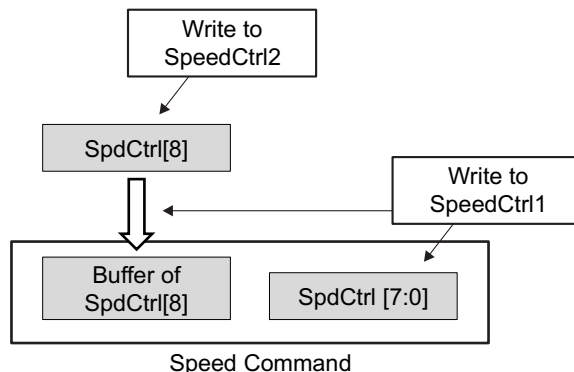 Write to
SpeedCtrl2
SpdCtrl[8]
Write to
SpeedCtrl1
Buffer of
SpdCtrl[8]
SpdCtrl [7:0]
Speed Command